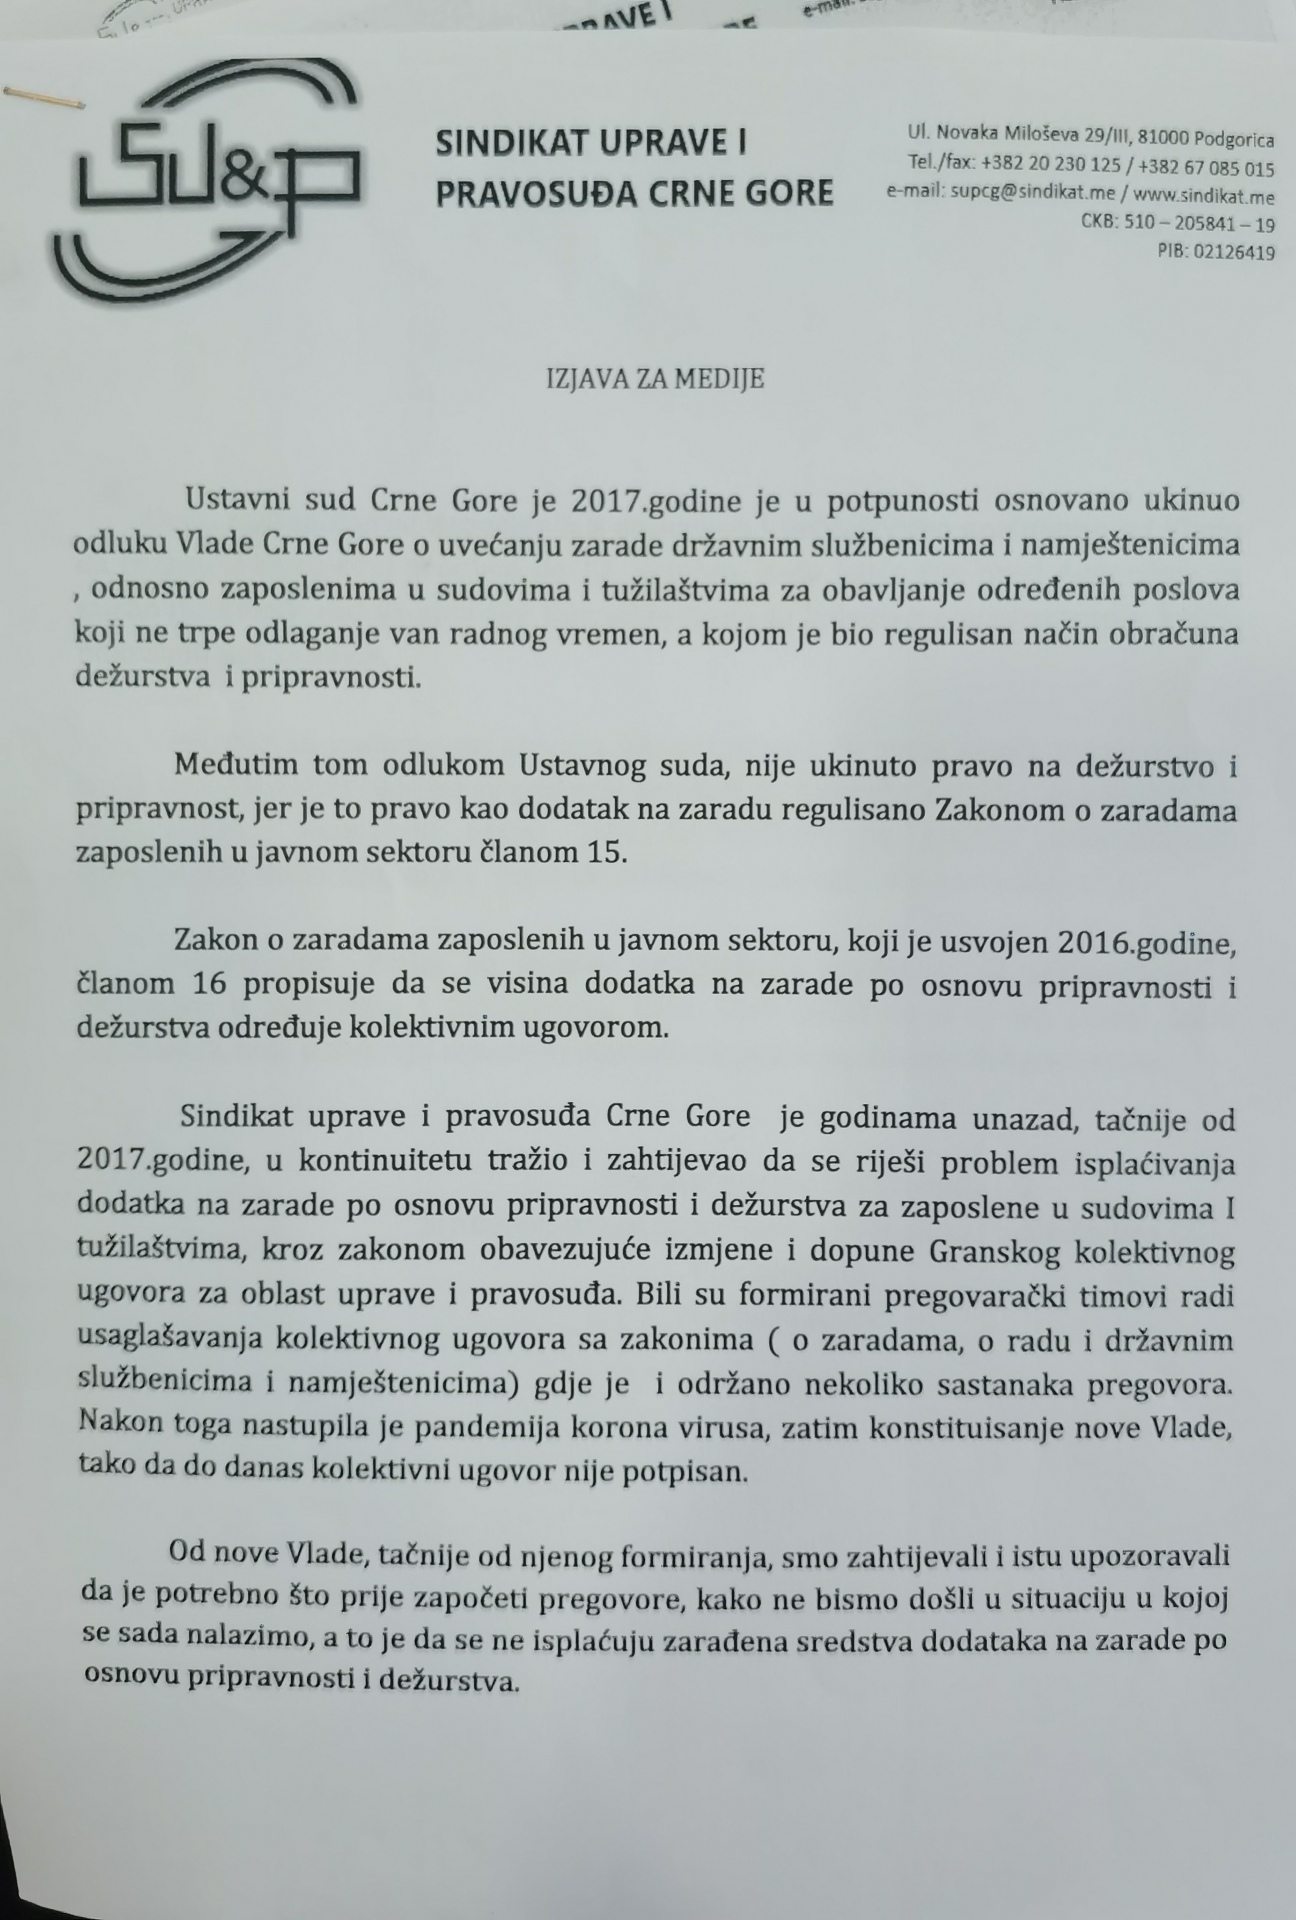 PRAVE I
e-mail:
SU&P
SINDIKAT UPRAVE I
PRAVOSUĐA CRNE GORE
Ul. Novaka Miloševa 29/III, 81000 Podgorica
Tel./fax: +382 20 230 125 / +382 67 085 015
e-mail: supcg@sindikat.me / www.sindikat.me
CKB: 510 – 205841 – 19
PIB: 02126419
IZJAVA ZA MEDIJE
Ustavni sud Crne Gore je 2017.godine je u potpunosti osnovano ukinuo
odluku Vlade Crne Gore o uvećanju zarade državnim službenicima i namještenicima
, odnosno zaposlenima u sudovima i tužilaštvima za obavljanje određenih poslova
koji ne trpe odlaganje van radnog vremen, a kojom je bio regulisan način obračuna
dežurstva i pripravnosti.
Međutim tom odlukom Ustavnog suda, nije ukinuto pravo na dežurstvo i
pripravnost, jer je to pravo kao dodatak na zaradu regulisano Zakonom o zaradama
zaposlenih u javnom sektoru članom 15.
Zakon o zaradama zaposlenih u javnom sektoru, koji je usvojen 2016.godine,
članom 16 propisuje da se visina dodatka na zarade po osnovu pripravnosti i
dežurstva određuje kolektivnim ugovorom.
Sindikat uprave i pravosuđa Crne Gore je godinama unazad, tačnije od
2017.godine, u kontinuitetu tražio i zahtijevao da se riješi problem isplaćivanja
dodatka na zarade po osnovu pripravnosti i dežurstva za zaposlene u sudovima I
tužilaštvima, kroz zakonom obavezujuće izmjene i dopune Granskog kolektivnog
ugovora za oblast uprave i pravosuđa. Bili su formirani pregovarački timovi radi
usaglašavanja kolektivnog ugovora sa zakonima ( o zaradama, o radu i državnim
službenicima i namještenicima) gdje je i održano nekoliko sastanaka pregovora.
Nakon toga nastupila je pandemija korona virusa, zatim konstituisanje nove Vlade,
tako da do danas kolektivni ugovor nije potpisan.
Od nove Vlade, tačnije od njenog formiranja, smo zahtijevali i istu upozoravali
da je potrebno što prije započeti pregovore, kako ne bismo došli u situaciju u kojoj
se sada nalazimo, a to je da se ne isplaćuju zarađena sredstva dodataka na zarade po
osnovu pripravnosti i dežurstva.